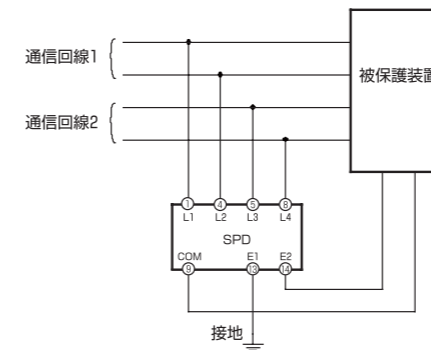 通信回線1
被保護装置
通信回線2
① ④ ⑤ ⑧
L1 L2 L3 L4
SPD
COM E1 E2
⑨ ⑬ ⑭
接地